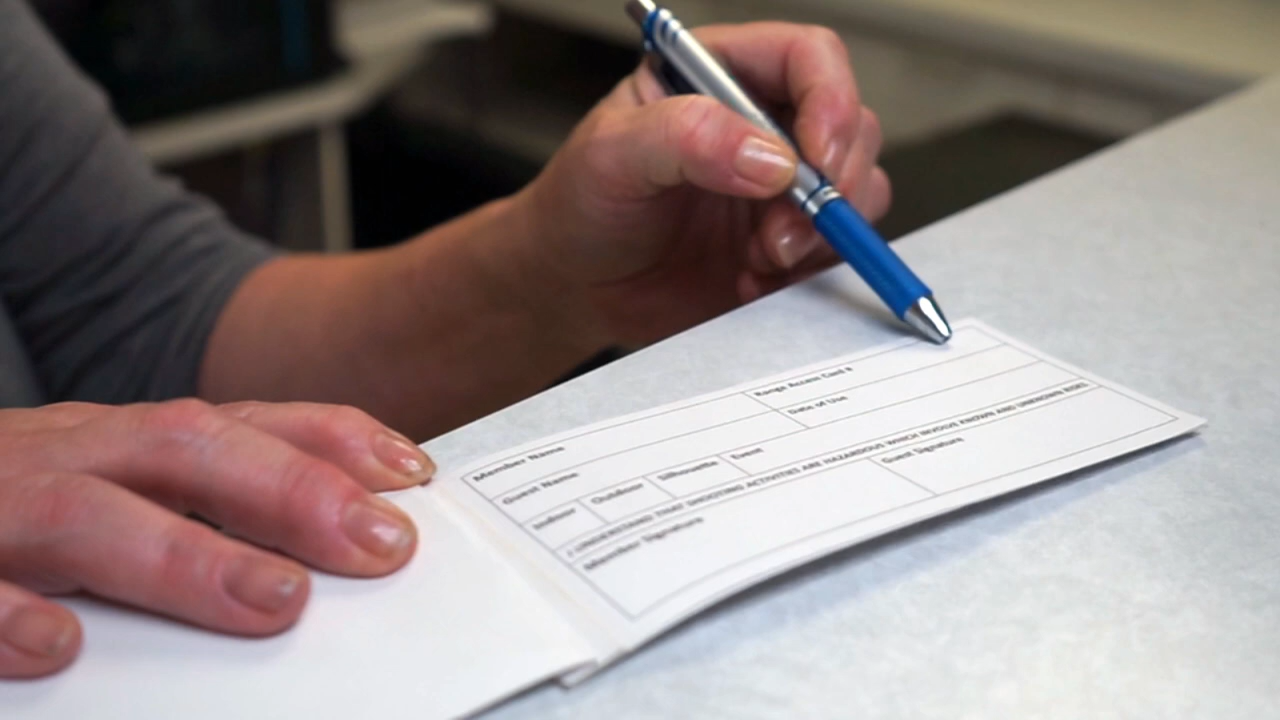 Member Name
Range Access Card #
Guest Name
Date of Use
Indoor Outdoor Silhouette Event
I UNDERSTAND THAT SHOOTING ACTIVITIES ARE HAZARDOUS WHICH INVOLVE KNOWN AND UNKNOWN RISKS
Member Signature
Guest Signature